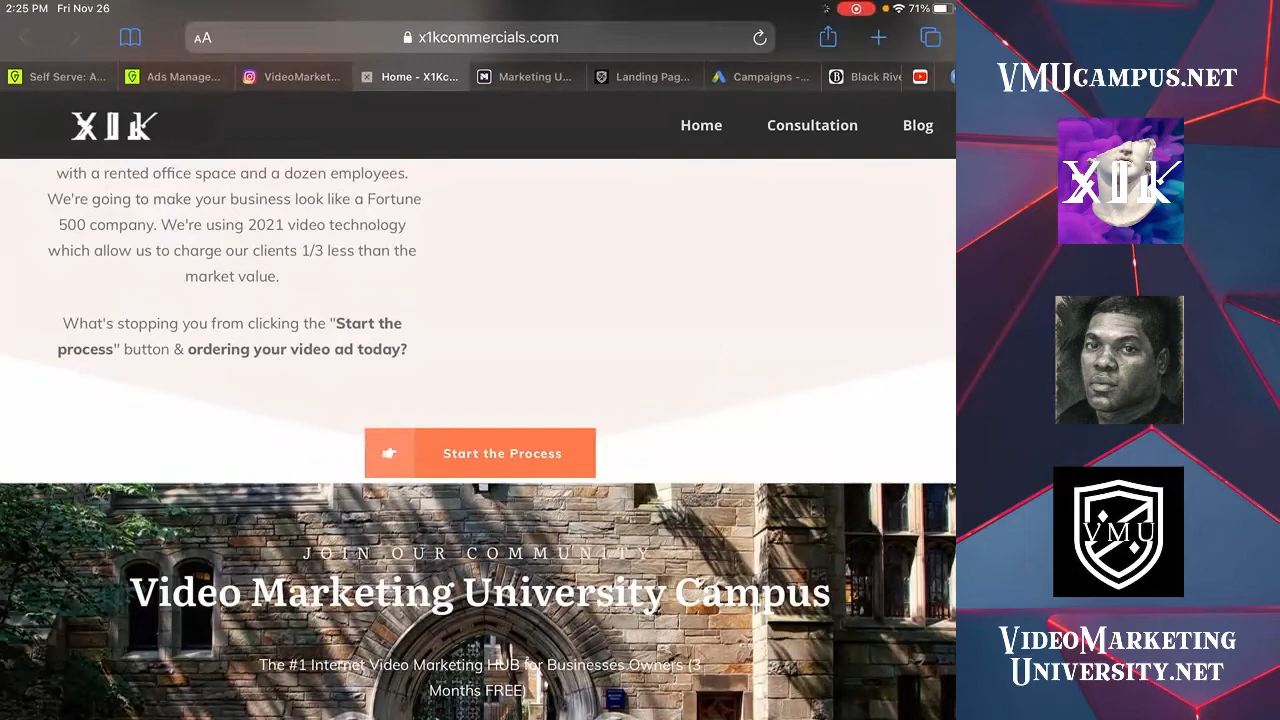 2:25 PM Fri Nov 26
71%
AA
x1kcommercials.com
Self Serve: A...
Ads Manage...
VideoMarket...
Home - X1Kc...
Marketing U...
Landing Pag...
Campaigns -...
Black Rive
X1K
Home
Consultation
Blog
with a rented office space and a dozen employees.
We're going to make your business look like a Fortune
500 company. We're using 2021 video technology
which allow us to charge our clients 1/3 less than the
market value.
What's stopping you from clicking the "Start the
process" button & ordering your video ad today?
Start the Process
JOIN OUR COMMUNITY
Video Marketing University Campus
The #1 Internet Video Marketing HUB for Businesses Owners (3
Months FREE)
VMUcampus.net
X1K
VMU
VideoMarketing
University.net